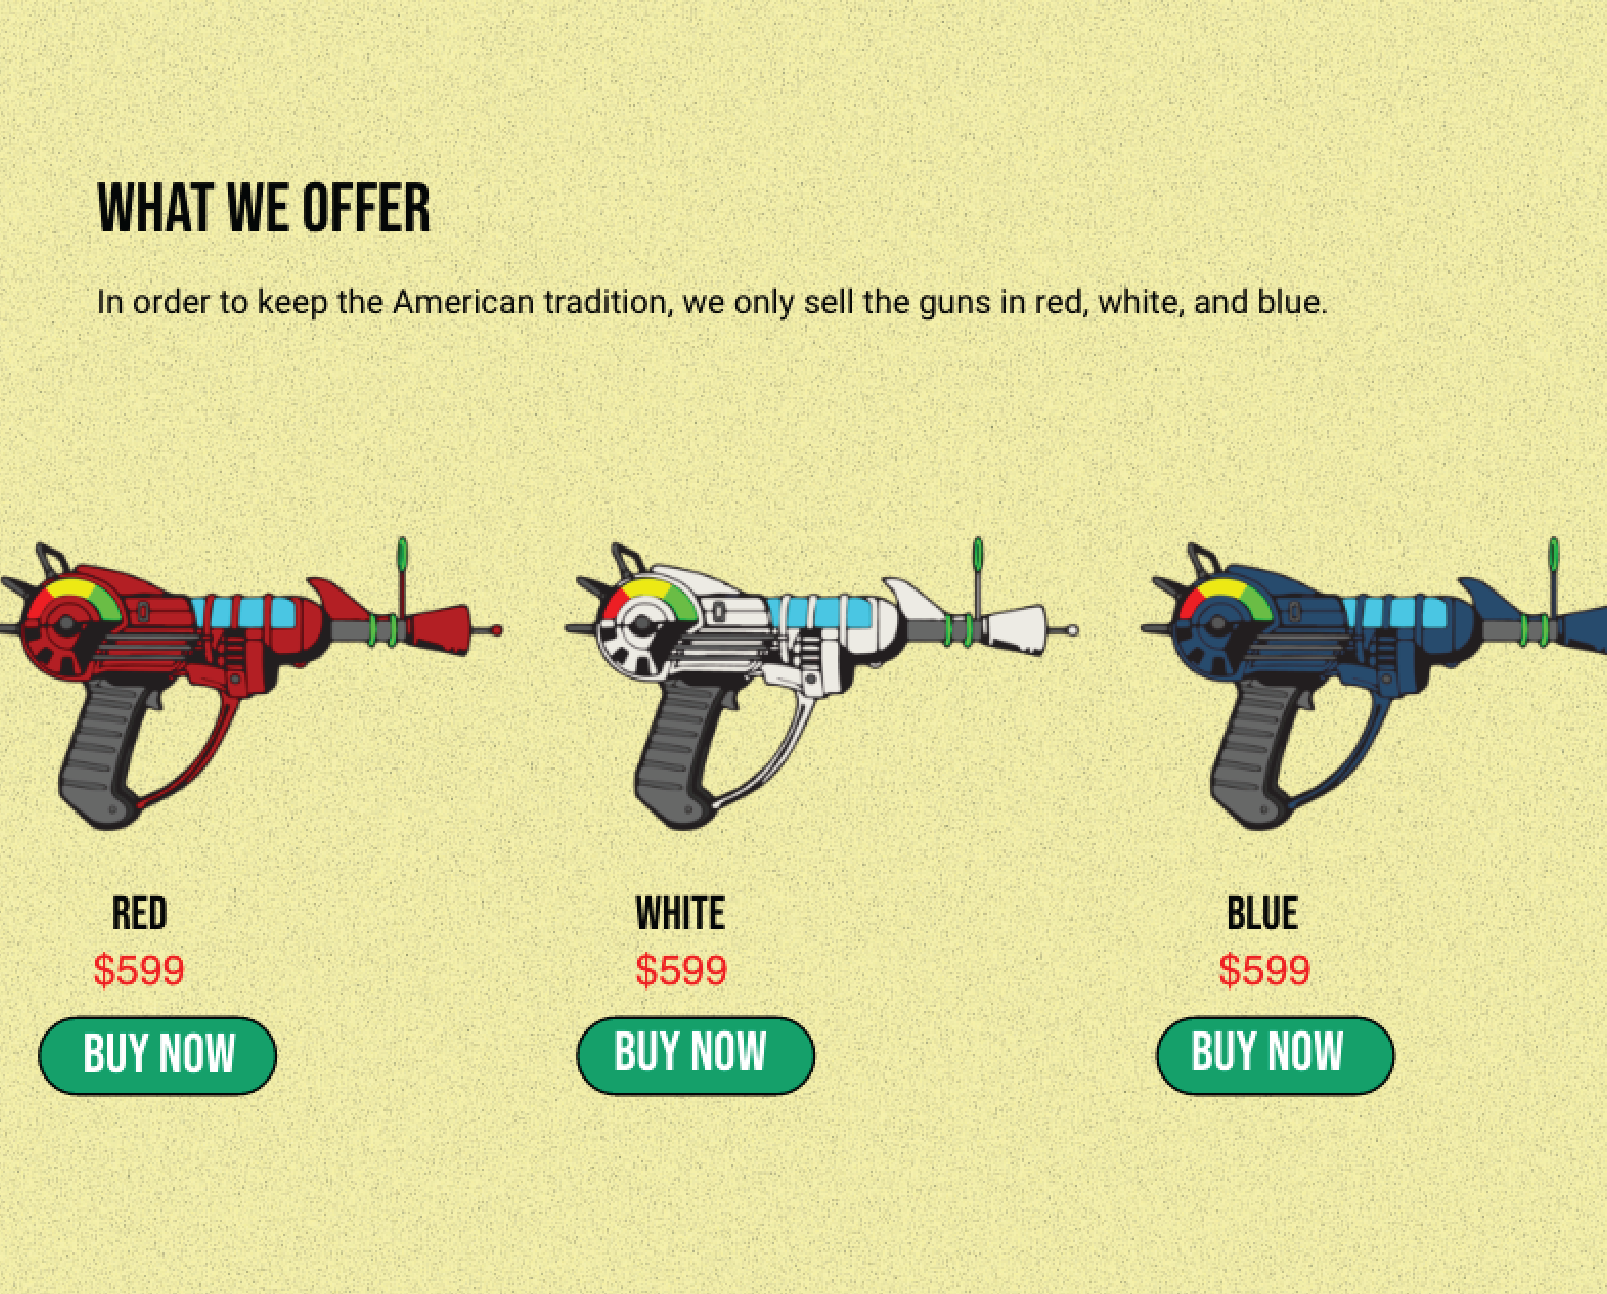 WHAT WE OFFER
In order to keep the American tradition, we only sell the guns in red, white, and blue.
RED WHITE BLUE
$599 $599 $599
BUY NOW BUY NOW BUY NOW